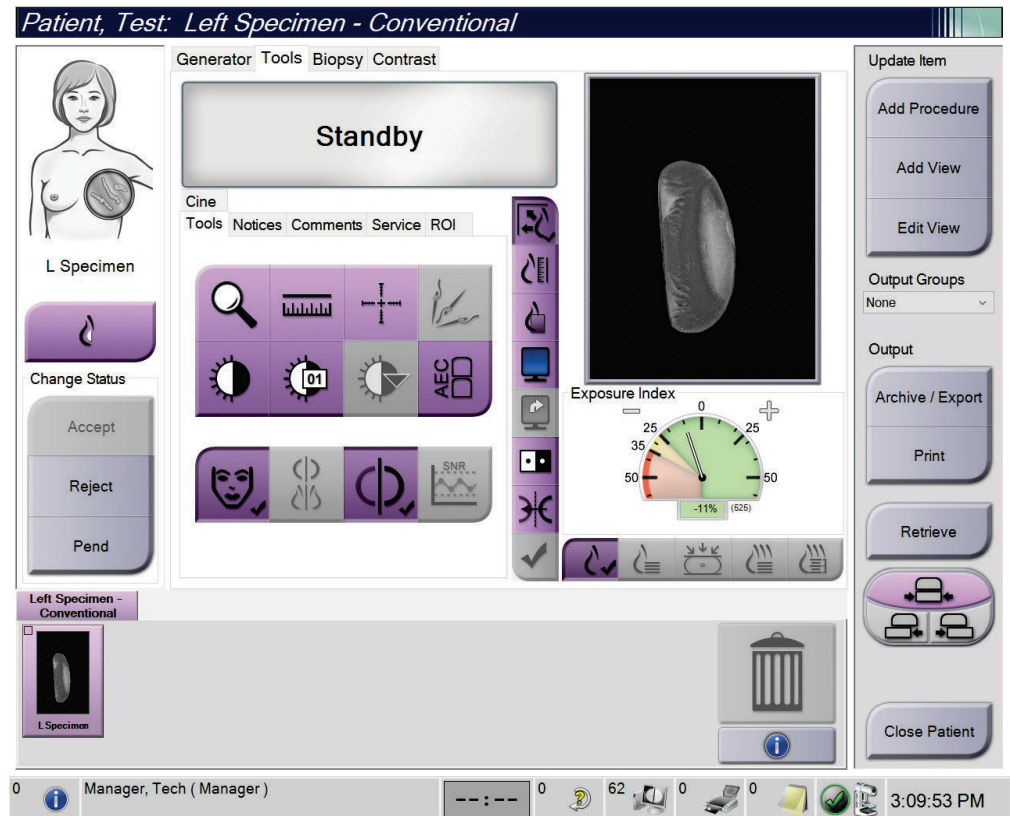 Patient, Test: Left Specimen - Conventional
Generator Tools Biopsy Contrast
Standby
Cine
Tools Notices Comments Service ROI
01
AEC
SNR
L Specimen
Change Status
Accept
Reject
Pend
Exposure Index
0
25 25
35
50 50
-11% (525)
Update Item
Add Procedure
Add View
Edit View
Output Groups
None
Output
Archive / Export
Print
Retrieve
Close Patient
Left Specimen -
Conventional
L Specimen
0 Manager, Tech ( Manager ) --:-- 0 62 0 0 3:09:53 PM